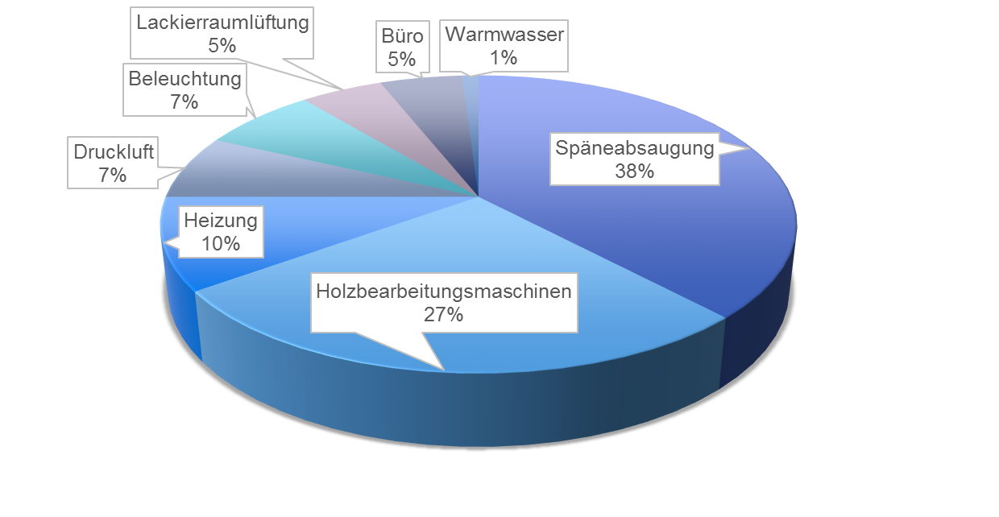 Lackierraumlüftung
5%
Büro
5%
Warmwasser
1%
Beleuchtung
7%
Späneabsaugung
38%
Druckluft
7%
Heizung
10%
Holzbearbeitungsmaschinen
27%